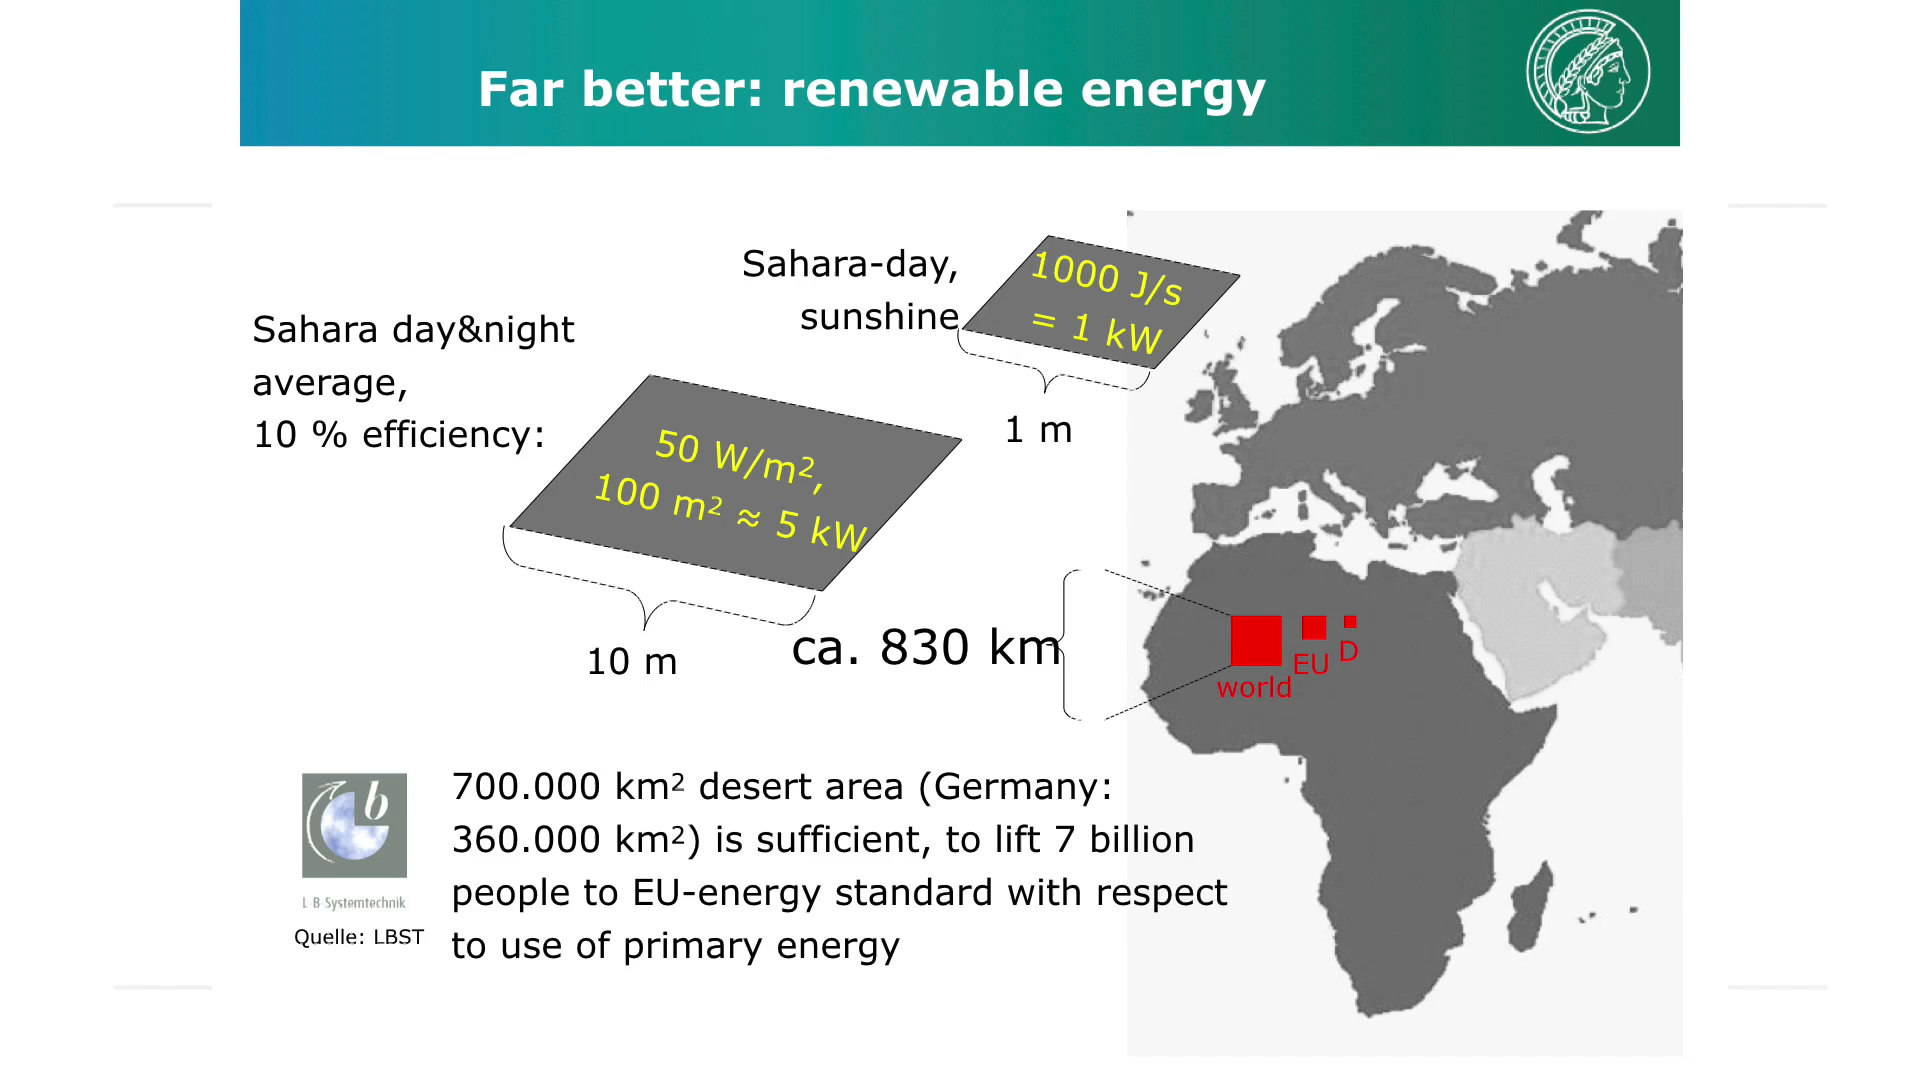 Far better: renewable energy
Sahara-day,
sunshine
1000 J/s
= 1 kW
1 m
Sahara day&night
average,
10 % efficiency:
50 W/m²,
100 m² ≈ 5 kW
10 m
ca. 830 km
world
EU
D
700.000 km² desert area (Germany:
360.000 km²) is sufficient, to lift 7 billion
people to EU-energy standard with respect
to use of primary energy
b
L·B·Systemtechnik
Quelle: LBST